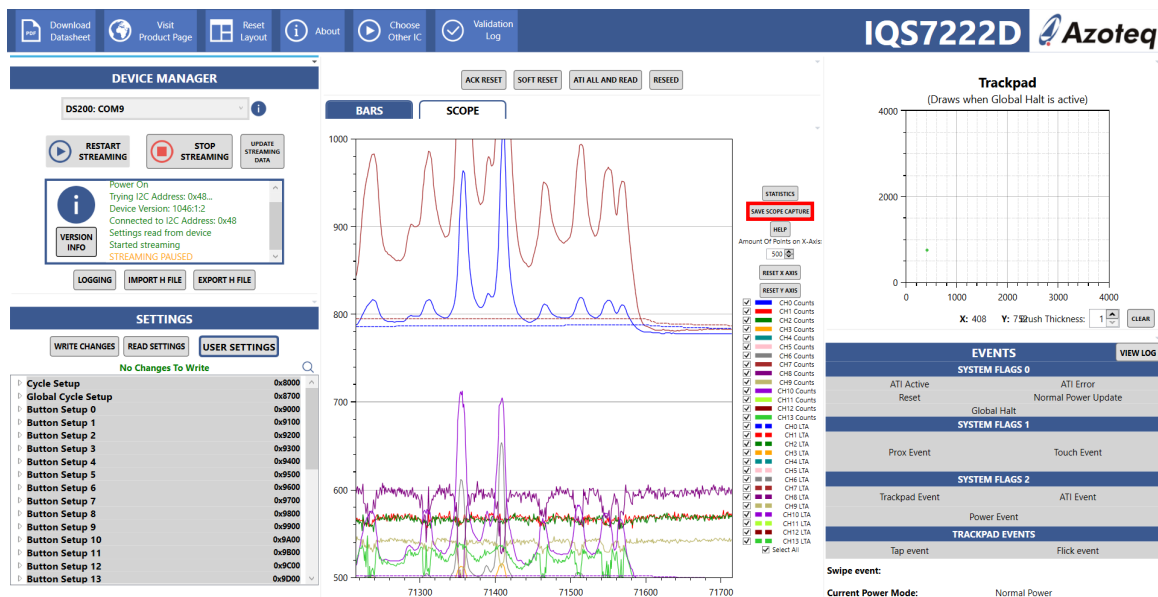 PDF
Download
Datasheet
Visit
Product Page
Reset
Layout
About
Choose
Other IC
Validation
Log
IQS7222D
Azoteq
DEVICE MANAGER
DS200: COM9
RESTART
STREAMING
STOP
STREAMING
UPDATE
STREAMING
DATA
VERSION
INFO
Power On
Trying I2C Address: 0x48...
Device Version: 1046:1:2
Connected to I2C Address: 0x48
Settings read from device
Started streaming
STREAMING PAUSED
LOGGING
IMPORT H FILE
EXPORT H FILE
SETTINGS
WRITE CHANGES
READ SETTINGS
USER SETTINGS
No Changes To Write
Cycle Setup 0x8000
Global Cycle Setup 0x8700
Button Setup 0 0x9000
Button Setup 1 0x9100
Button Setup 2 0x9200
Button Setup 3 0x9300
Button Setup 4 0x9400
Button Setup 5 0x9500
Button Setup 6 0x9600
Button Setup 7 0x9700
Button Setup 8 0x9800
Button Setup 9 0x9900
Button Setup 10 0x9A00
Button Setup 11 0x9B00
Button Setup 12 0x9C00
Button Setup 13 0x9D00
ACK RESET
SOFT RESET
ATI ALL AND READ
RESEED
BARS
SCOPE
1000
900
800
700
600
500
71300 71400 71500 71600 71700
STATISTICS
SAVE SCOPE CAPTURE
HELP
Amount Of Points on X-Axis:
500
RESET X AXIS
RESET Y AXIS
CH0 Counts
CH1 Counts
CH2 Counts
CH3 Counts
CH4 Counts
CH5 Counts
CH6 Counts
CH7 Counts
CH8 Counts
CH9 Counts
CH10 Counts
CH11 Counts
CH12 Counts
CH13 Counts
CH0 LTA
CH1 LTA
CH2 LTA
CH3 LTA
CH4 LTA
CH5 LTA
CH6 LTA
CH7 LTA
CH8 LTA
CH9 LTA
CH10 LTA
CH11 LTA
CH12 LTA
CH13 LTA
Select All
Trackpad
(Draws when Global Halt is active)
4000
2000
0
0 1000 2000 3000 4000
X: 408 Y: rush Thickness: 1
CLEAR
EVENTS
VIEW LOG
SYSTEM FLAGS 0
ATI Active ATI Error
Reset Normal Power Update
Global Halt
SYSTEM FLAGS 1
Prox Event Touch Event
SYSTEM FLAGS 2
Trackpad Event ATI Event
Power Event
TRACKPAD EVENTS
Tap event Flick event
Swipe event:
Current Power Mode: Normal Power